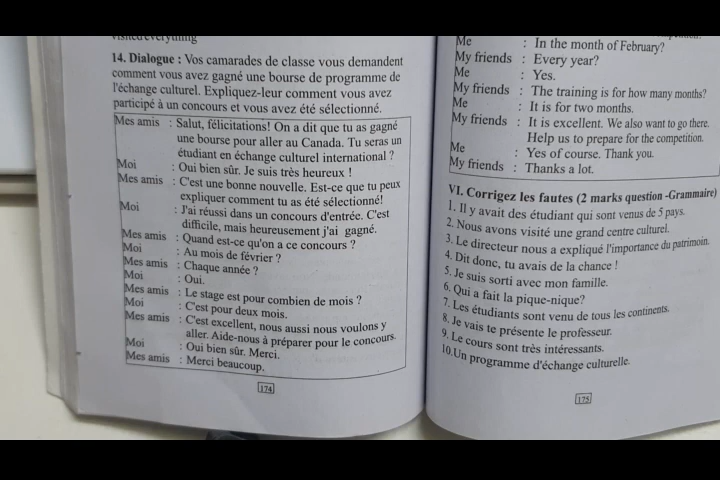 visited everything
14. Dialogue : Vos camarades de classe vous demandent
comment vous avez gagné une bourse de programme de
l'échange culturel. Expliquez-leur comment vous avez
participé à un concours et vous avez été sélectionné.
Mes amis : Salut, félicitations! On a dit que tu as gagné
une bourse pour aller au Canada. Tu seras un
étudiant en échange culturel international ?
Moi : Oui bien sûr. Je suis très heureux !
Mes amis : C'est une bonne nouvelle. Est-ce que tu peux
expliquer comment tu as été sélectionné!
Moi : J'ai réussi dans un concours d'entrée. C'est
difficile, mais heureusement j'ai gagné.
Mes amis : Quand est-ce qu'on a ce concours ?
Moi : Au mois de février ?
Mes amis : Chaque année ?
Moi : Oui.
Mes amis : Le stage est pour combien de mois ?
Moi : C'est pour deux mois.
Mes amis : C'est excellent, nous aussi nous voulons y
aller. Aide-nous à préparer pour le concours.
Moi : Oui bien sûr. Merci.
Mes amis : Merci beaucoup.
174
Me : In the month of February?
My friends : Every year?
Me : Yes.
My friends : The training is for how many months?
Me : It is for two months.
My friends : It is excellent. We also want to go there.
Help us to prepare for the competition.
Me : Yes of course. Thank you.
My friends : Thanks a lot.
VI. Corrigez les fautes (2 marks question -Grammaire)
1. Il y avait des étudiant qui sont venus de 5 pays.
2. Nous avons visité une grand centre culturel.
3. Le directeur nous a expliqué l'importance du patrimoin.
4. Dit donc, tu avais de la chance !
5. Je suis sorti avec mon famille.
6. Qui a fait la pique-nique?
7. Les étudiants sont venu de tous les continents.
8. Je vais te présente le professeur.
9. Le cours sont très intéressants.
10.Un programme d'échange culturelle.
175